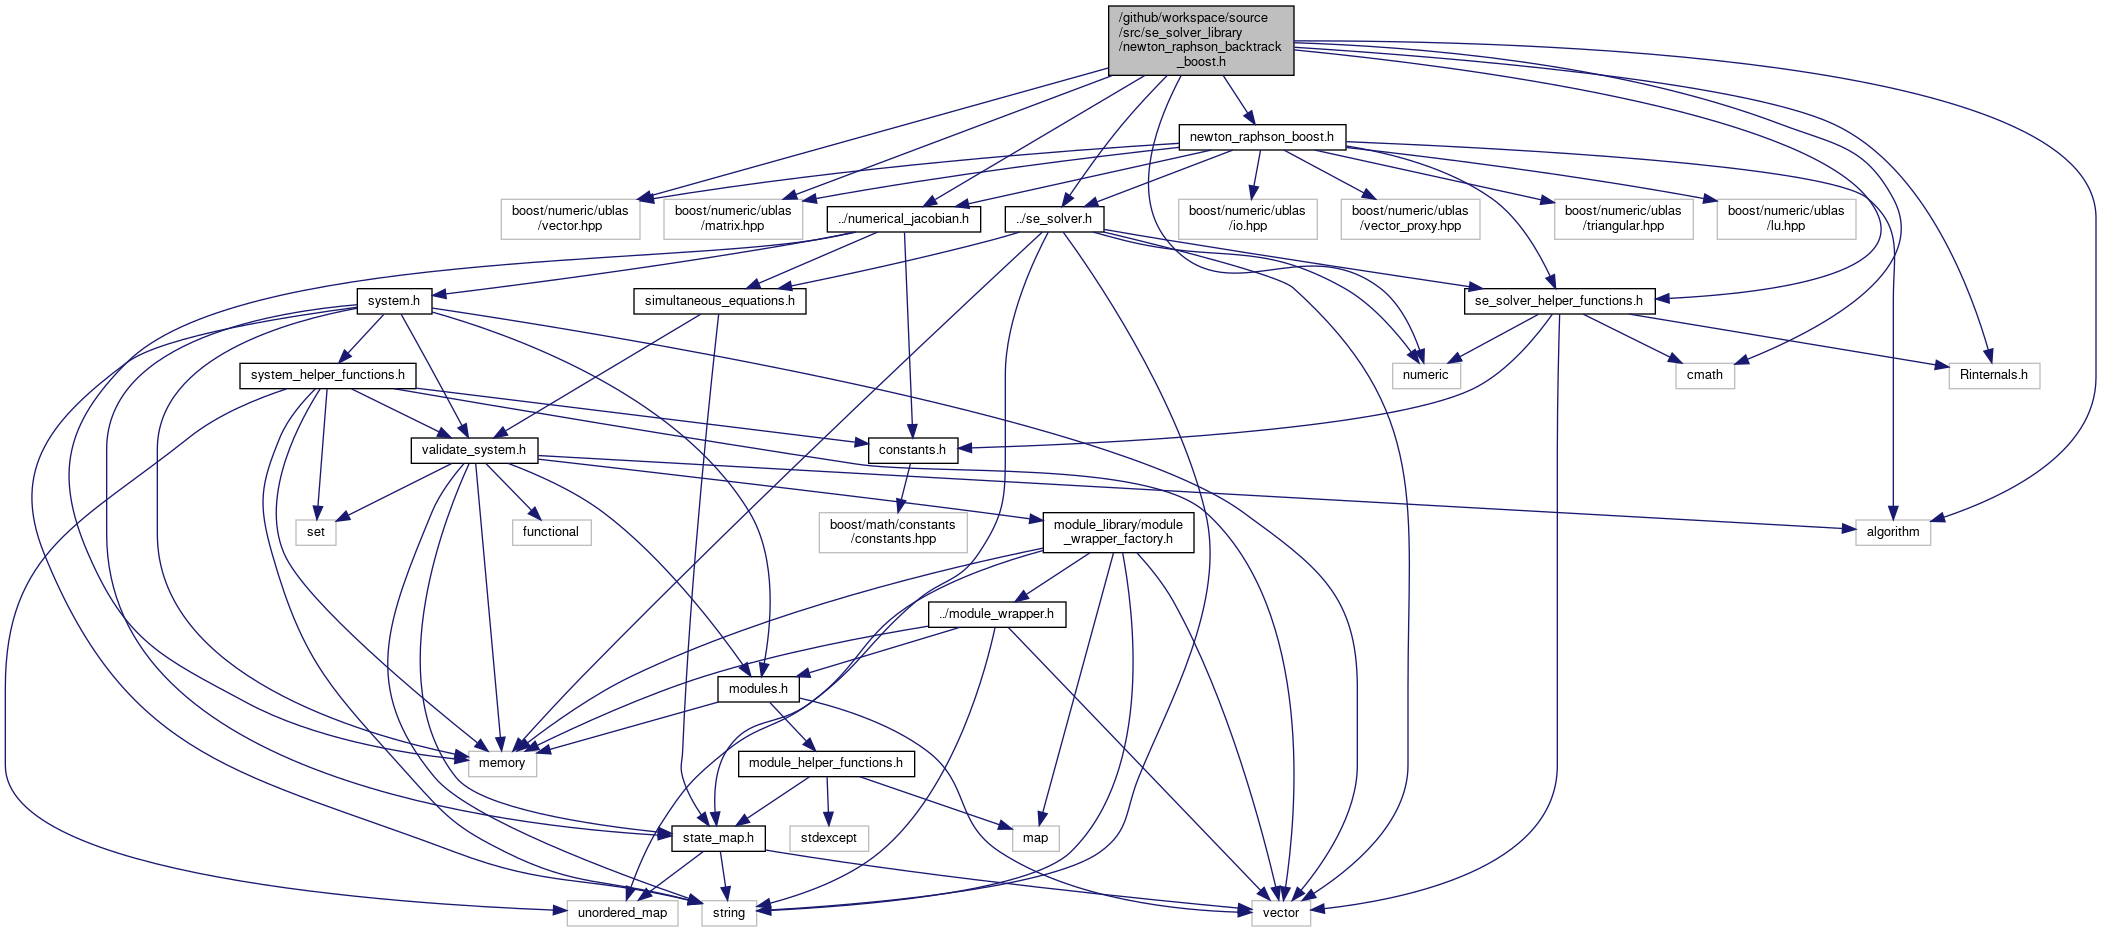 /github/workspace/source
/src/se_solver_library
/newton_raphson_backtrack
_boost.h
newton_raphson_boost.h
boost/numeric/ublas
/vector.hpp
boost/numeric/ublas
/matrix.hpp
../numerical_jacobian.h
../se_solver.h
boost/numeric/ublas
/io.hpp
boost/numeric/ublas
/vector_proxy.hpp
boost/numeric/ublas
/triangular.hpp
boost/numeric/ublas
/lu.hpp
system.h
simultaneous_equations.h
se_solver_helper_functions.h
system_helper_functions.h
numeric
cmath
Rinternals.h
validate_system.h
constants.h
set
functional
boost/math/constants
/constants.hpp
module_library/module
_wrapper_factory.h
algorithm
../module_wrapper.h
modules.h
memory
module_helper_functions.h
state_map.h
stdexcept
map
unordered_map
string
vector